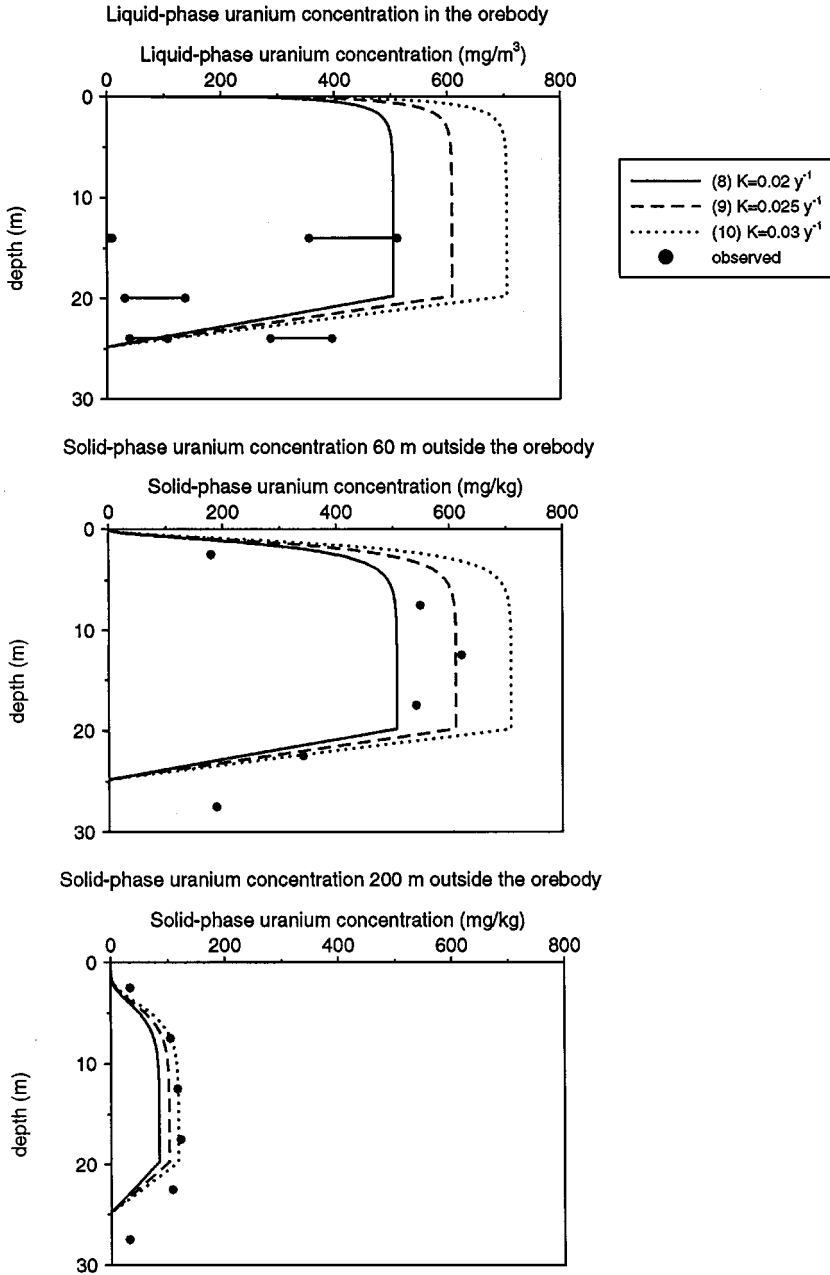 Liquid-phase uranium concentration in the orebody
Liquid-phase uranium concentration (mg/m³)
0 200 400 600 800
0
10
20
30
depth (m)
(8) K=0.02 y⁻¹
(9) K=0.025 y⁻¹
(10) K=0.03 y⁻¹
observed
Solid-phase uranium concentration 60 m outside the orebody
Solid-phase uranium concentration (mg/kg)
0 200 400 600 800
0
10
20
30
depth (m)
Solid-phase uranium concentration 200 m outside the orebody
Solid-phase uranium concentration (mg/kg)
0 200 400 600 800
0
10
20
30
depth (m)